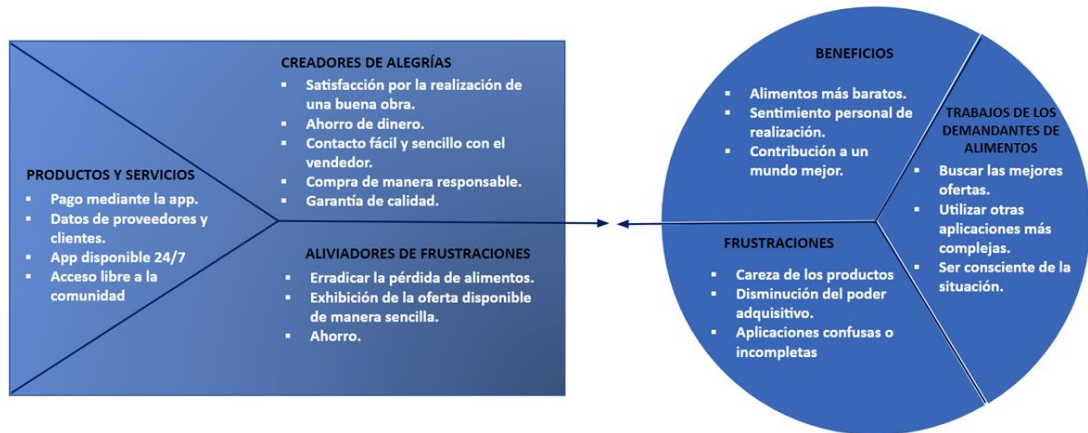 PRODUCTOS Y SERVICIOS
▪ Pago mediante la app.
▪ Datos de proveedores y
clientes.
▪ App disponible 24/7
▪ Acceso libre a la
comunidad
CREADORES DE ALEGRÍAS
▪ Satisfacción por la realización de
una buena obra.
▪ Ahorro de dinero.
▪ Contacto fácil y sencillo con el
vendedor.
▪ Compra de manera responsable.
▪ Garantía de calidad.
ALIVIADORES DE FRUSTRACIONES
▪ Erradicar la pérdida de alimentos.
▪ Exhibición de la oferta disponible
de manera sencilla.
▪ Ahorro.
BENEFICIOS
▪ Alimentos más baratos.
▪ Sentimiento personal de
realización.
▪ Contribución a un
mundo mejor.
FRUSTRACIONES
▪ Careza de los productos
▪ Disminución del poder
adquisitivo.
▪ Aplicaciones confusas o
incompletas
TRABAJOS DE LOS
DEMANDANTES DE
ALIMENTOS
▪ Buscar las mejores
ofertas.
▪ Utilizar otras
aplicaciones más
complejas.
▪ Ser consciente de la
situación.